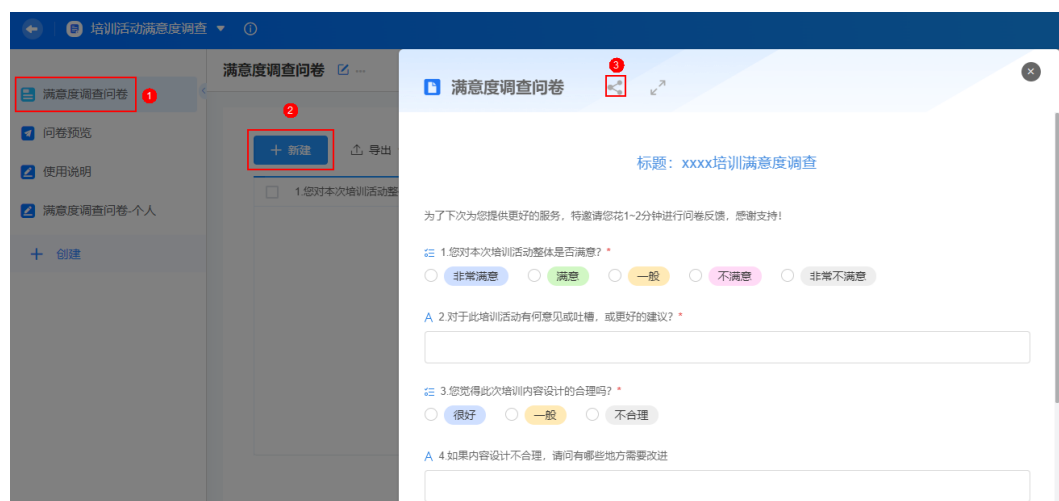 培训活动满意度调查
满意度调查问卷
1
问卷预览
使用说明
满意度调查问卷-个人
创建
满意度调查问卷
2
新建
导出
1.您对本次培训活动整
满意度调查问卷
3
标题：xxxx培训满意度调查
为了下次为您提供更好的服务，特邀请您花1~2分钟进行问卷反馈，感谢支持！
1.您对本次培训活动整体是否满意？ *
非常满意 满意 一般 不满意 非常不满意
A 2.对于此培训活动有何意见或吐槽，或更好的建议？ *
3.您觉得此次培训内容设计的合理吗？ *
很好 一般 不合理
A 4.如果内容设计不合理，请问有哪些地方需要改进